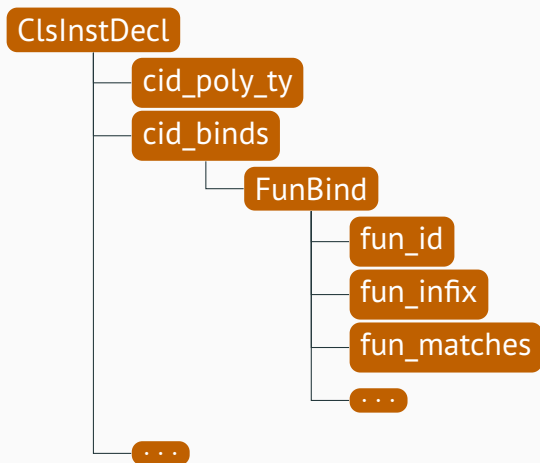 ClsInstDecl
cid_poly_ty
cid_binds
FunBind
fun_id
fun_infix
fun_matches
· · ·
· · ·